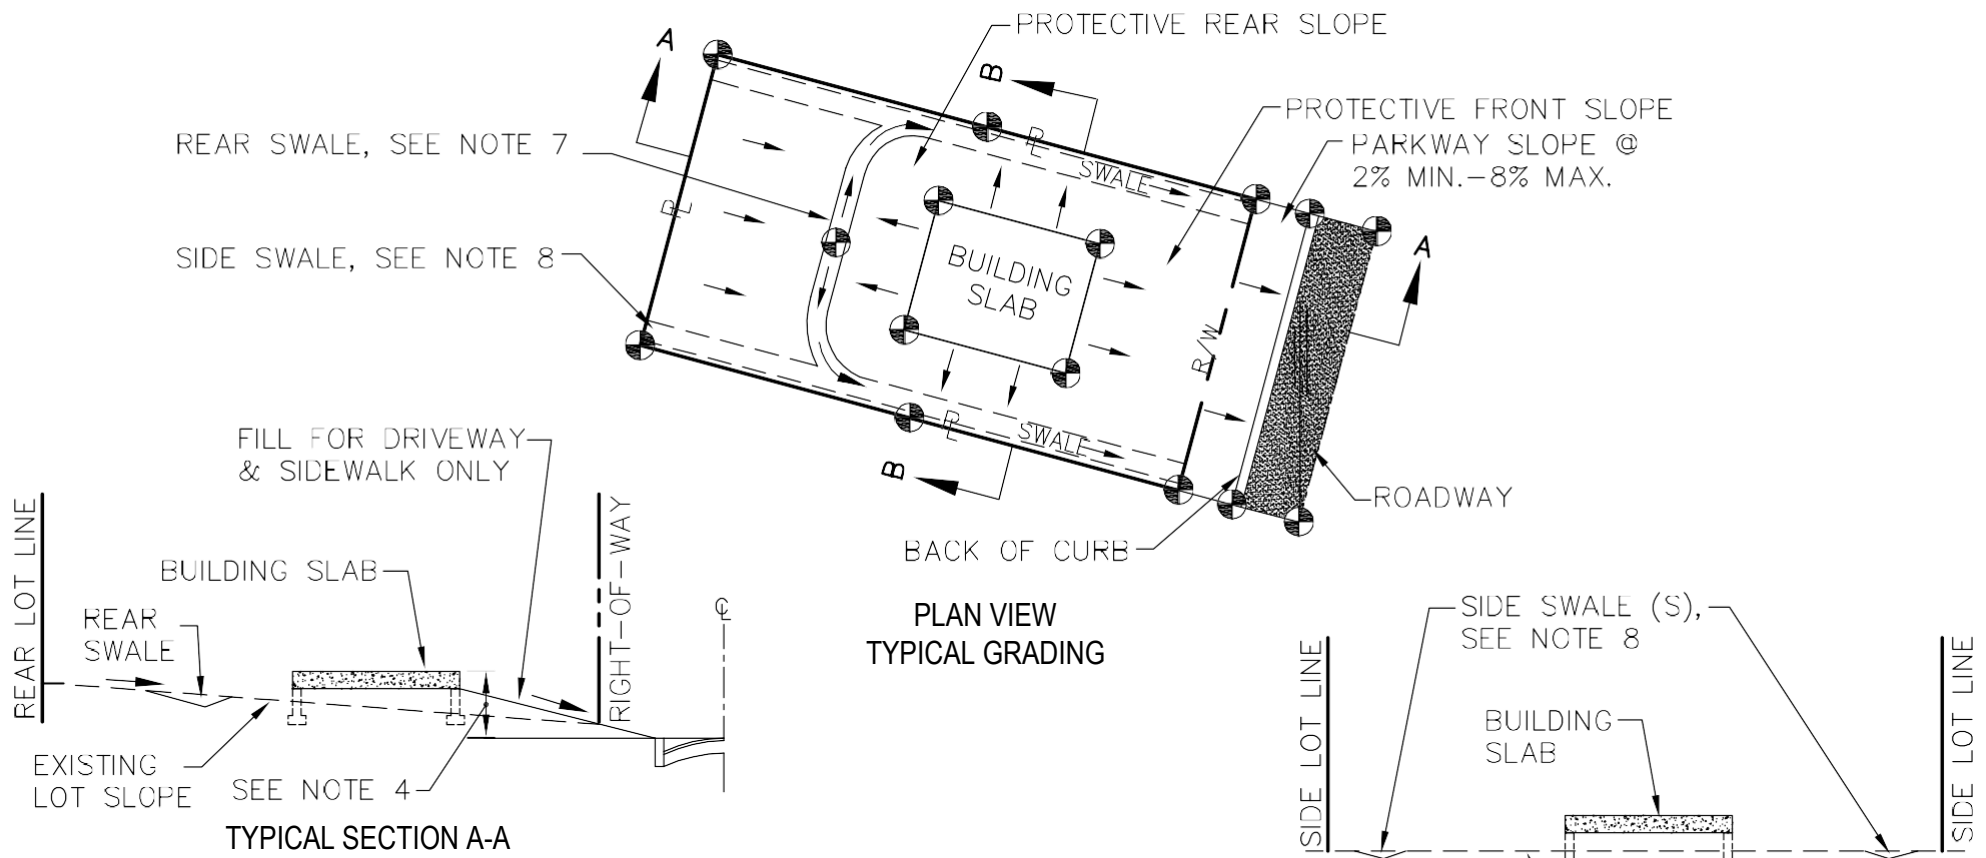 A
PROTECTIVE REAR SLOPE
B
PROTECTIVE FRONT SLOPE
REAR SWALE, SEE NOTE 7
PARKWAY SLOPE @
2% MIN.-8% MAX.
PL
SWALE
PL
A
SIDE SWALE, SEE NOTE 8
BUILDING
SLAB
R/W
FILL FOR DRIVEWAY
& SIDEWALK ONLY
PL
SWALE
B
ROADWAY
BACK OF CURB
PLAN VIEW
TYPICAL GRADING
REAR LOT LINE
BUILDING SLAB
REAR
SWALE
RIGHT-OF-WAY
CL
EXISTING
LOT SLOPE
SEE NOTE 4
TYPICAL SECTION A-A
SIDE SWALE (S),
SEE NOTE 8
SIDE LOT LINE
BUILDING
SLAB
SIDE LOT LINE